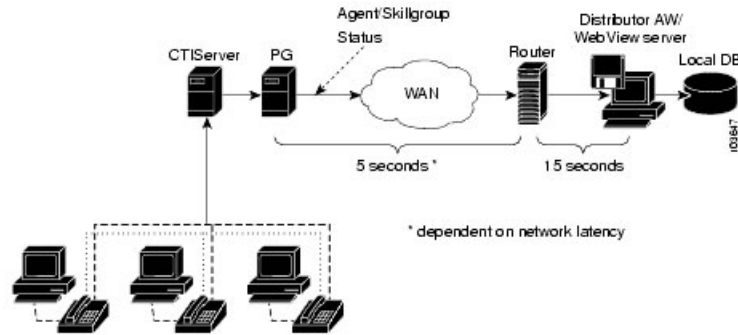 Agent/Skillgroup
Status
Distributor AW/
WebView server
CTIServer
PG
Router
Local DB
WAN
5 seconds *
15 seconds
* dependent on network latency
103647